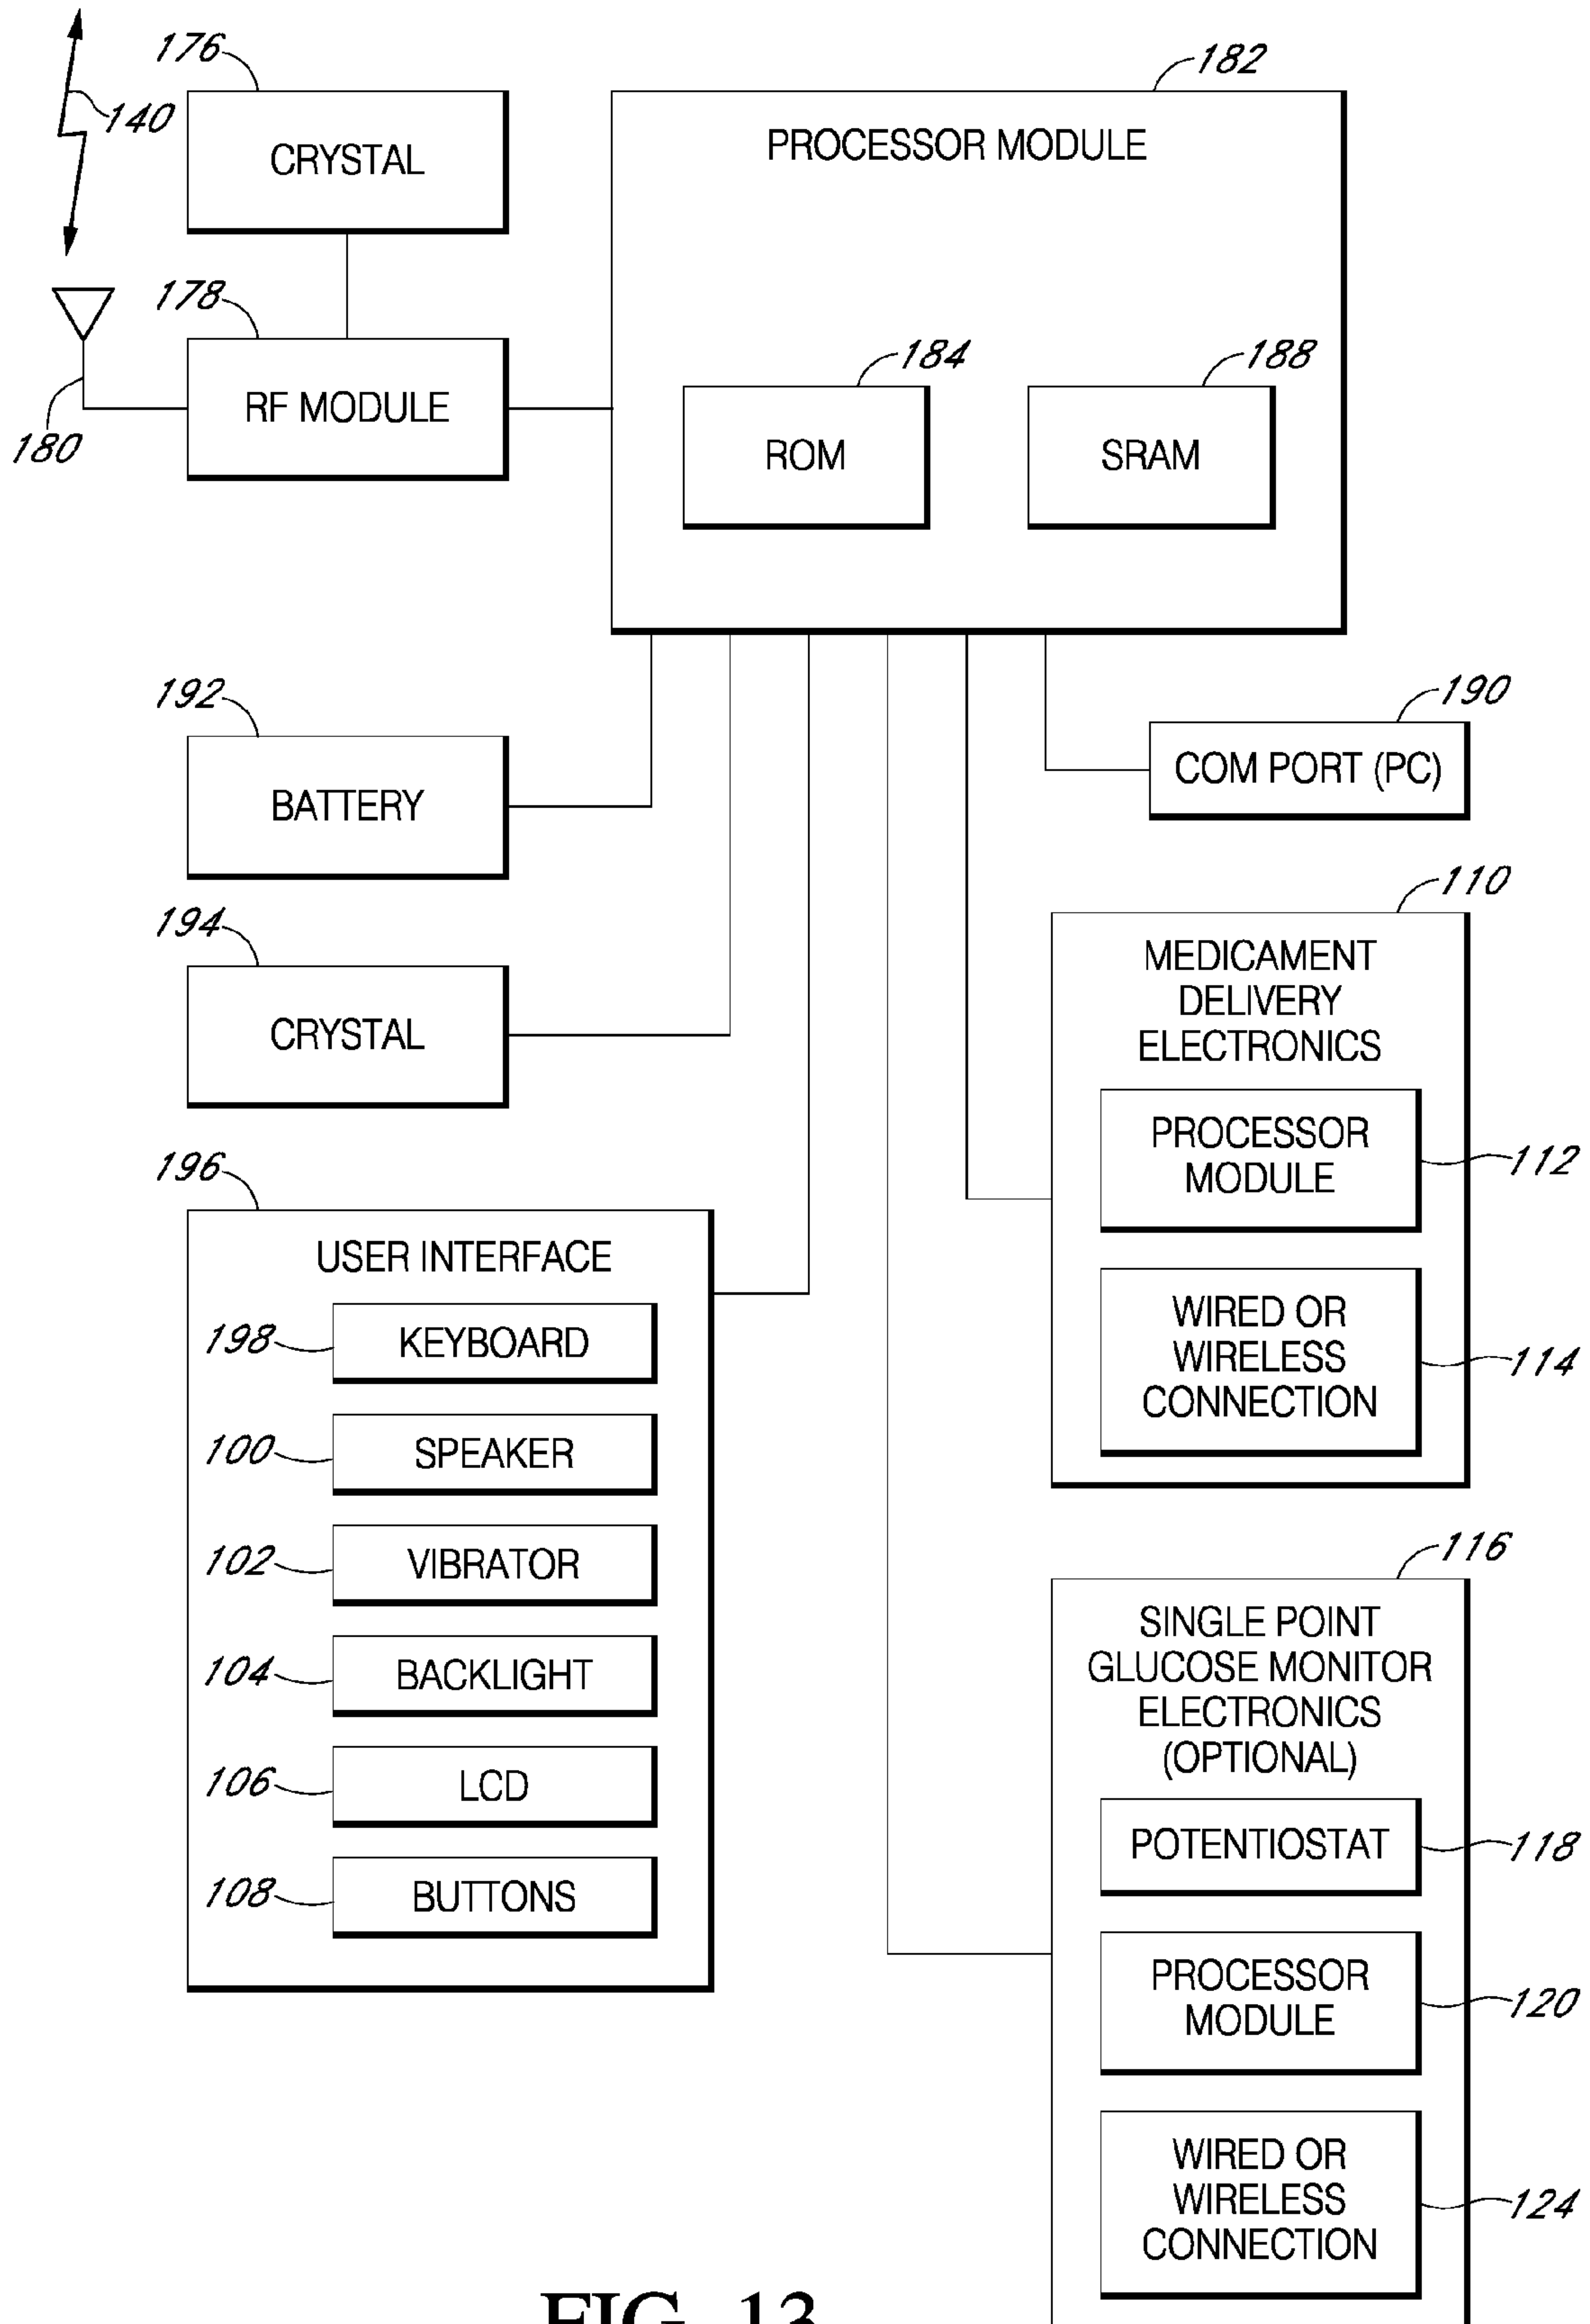 176
182
140
CRYSTAL
PROCESSOR MODULE
178
184
188
RF MODULE
ROM
SRAM
180
192
190
BATTERY
COM PORT (PC)
110
194
CRYSTAL
MEDICAMENT
DELIVERY
ELECTRONICS
PROCESSOR
MODULE
112
WIRED OR
WIRELESS
CONNECTION
114
196
USER INTERFACE
198
KEYBOARD
100
SPEAKER
102
VIBRATOR
104
BACKLIGHT
106
LCD
108
BUTTONS
116
SINGLE POINT
GLUCOSE MONITOR
ELECTRONICS
(OPTIONAL)
POTENTIOSTAT
118
PROCESSOR
MODULE
120
WIRED OR
WIRELESS
CONNECTION
124
FIG. 13